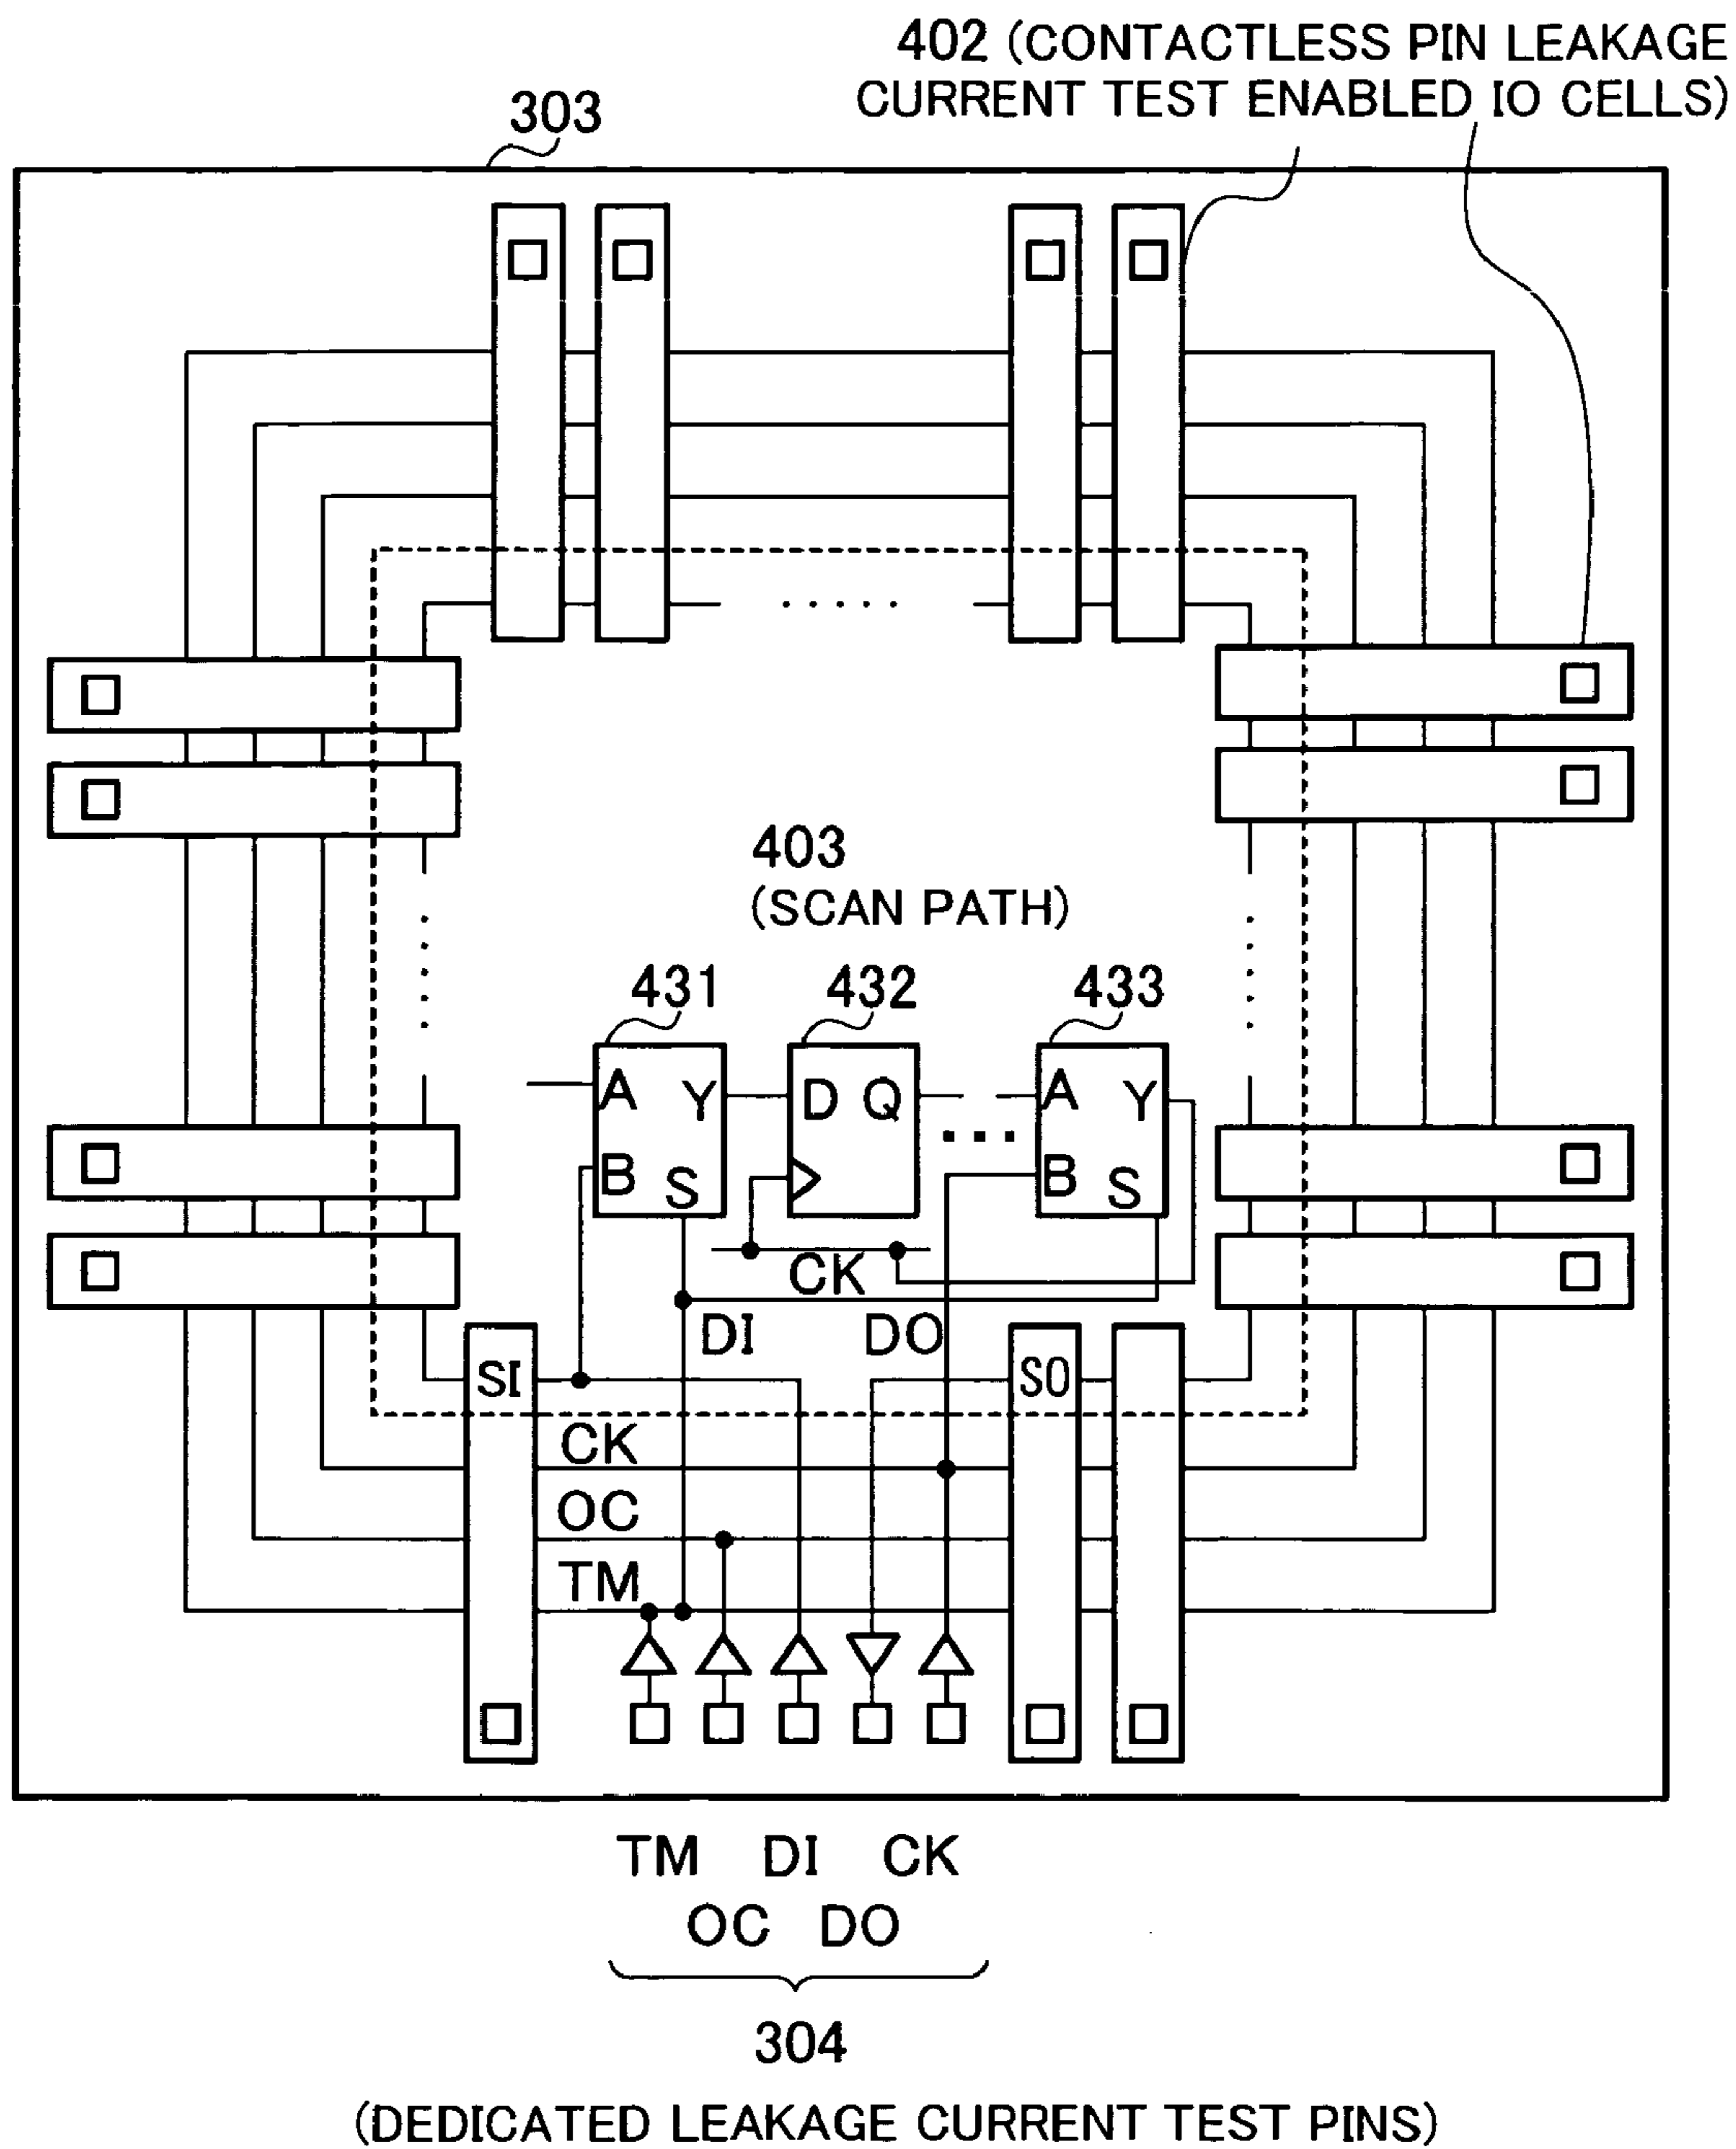 402 (CONTACTLESS PIN LEAKAGE
CURRENT TEST ENABLED IO CELLS)
303
403
(SCAN PATH)
431 432 433
A Y D Q A Y
B S B S
CK
DI DO
SI SO
CK
OC
TM
TM DI CK
OC DO
304
(DEDICATED LEAKAGE CURRENT TEST PINS)